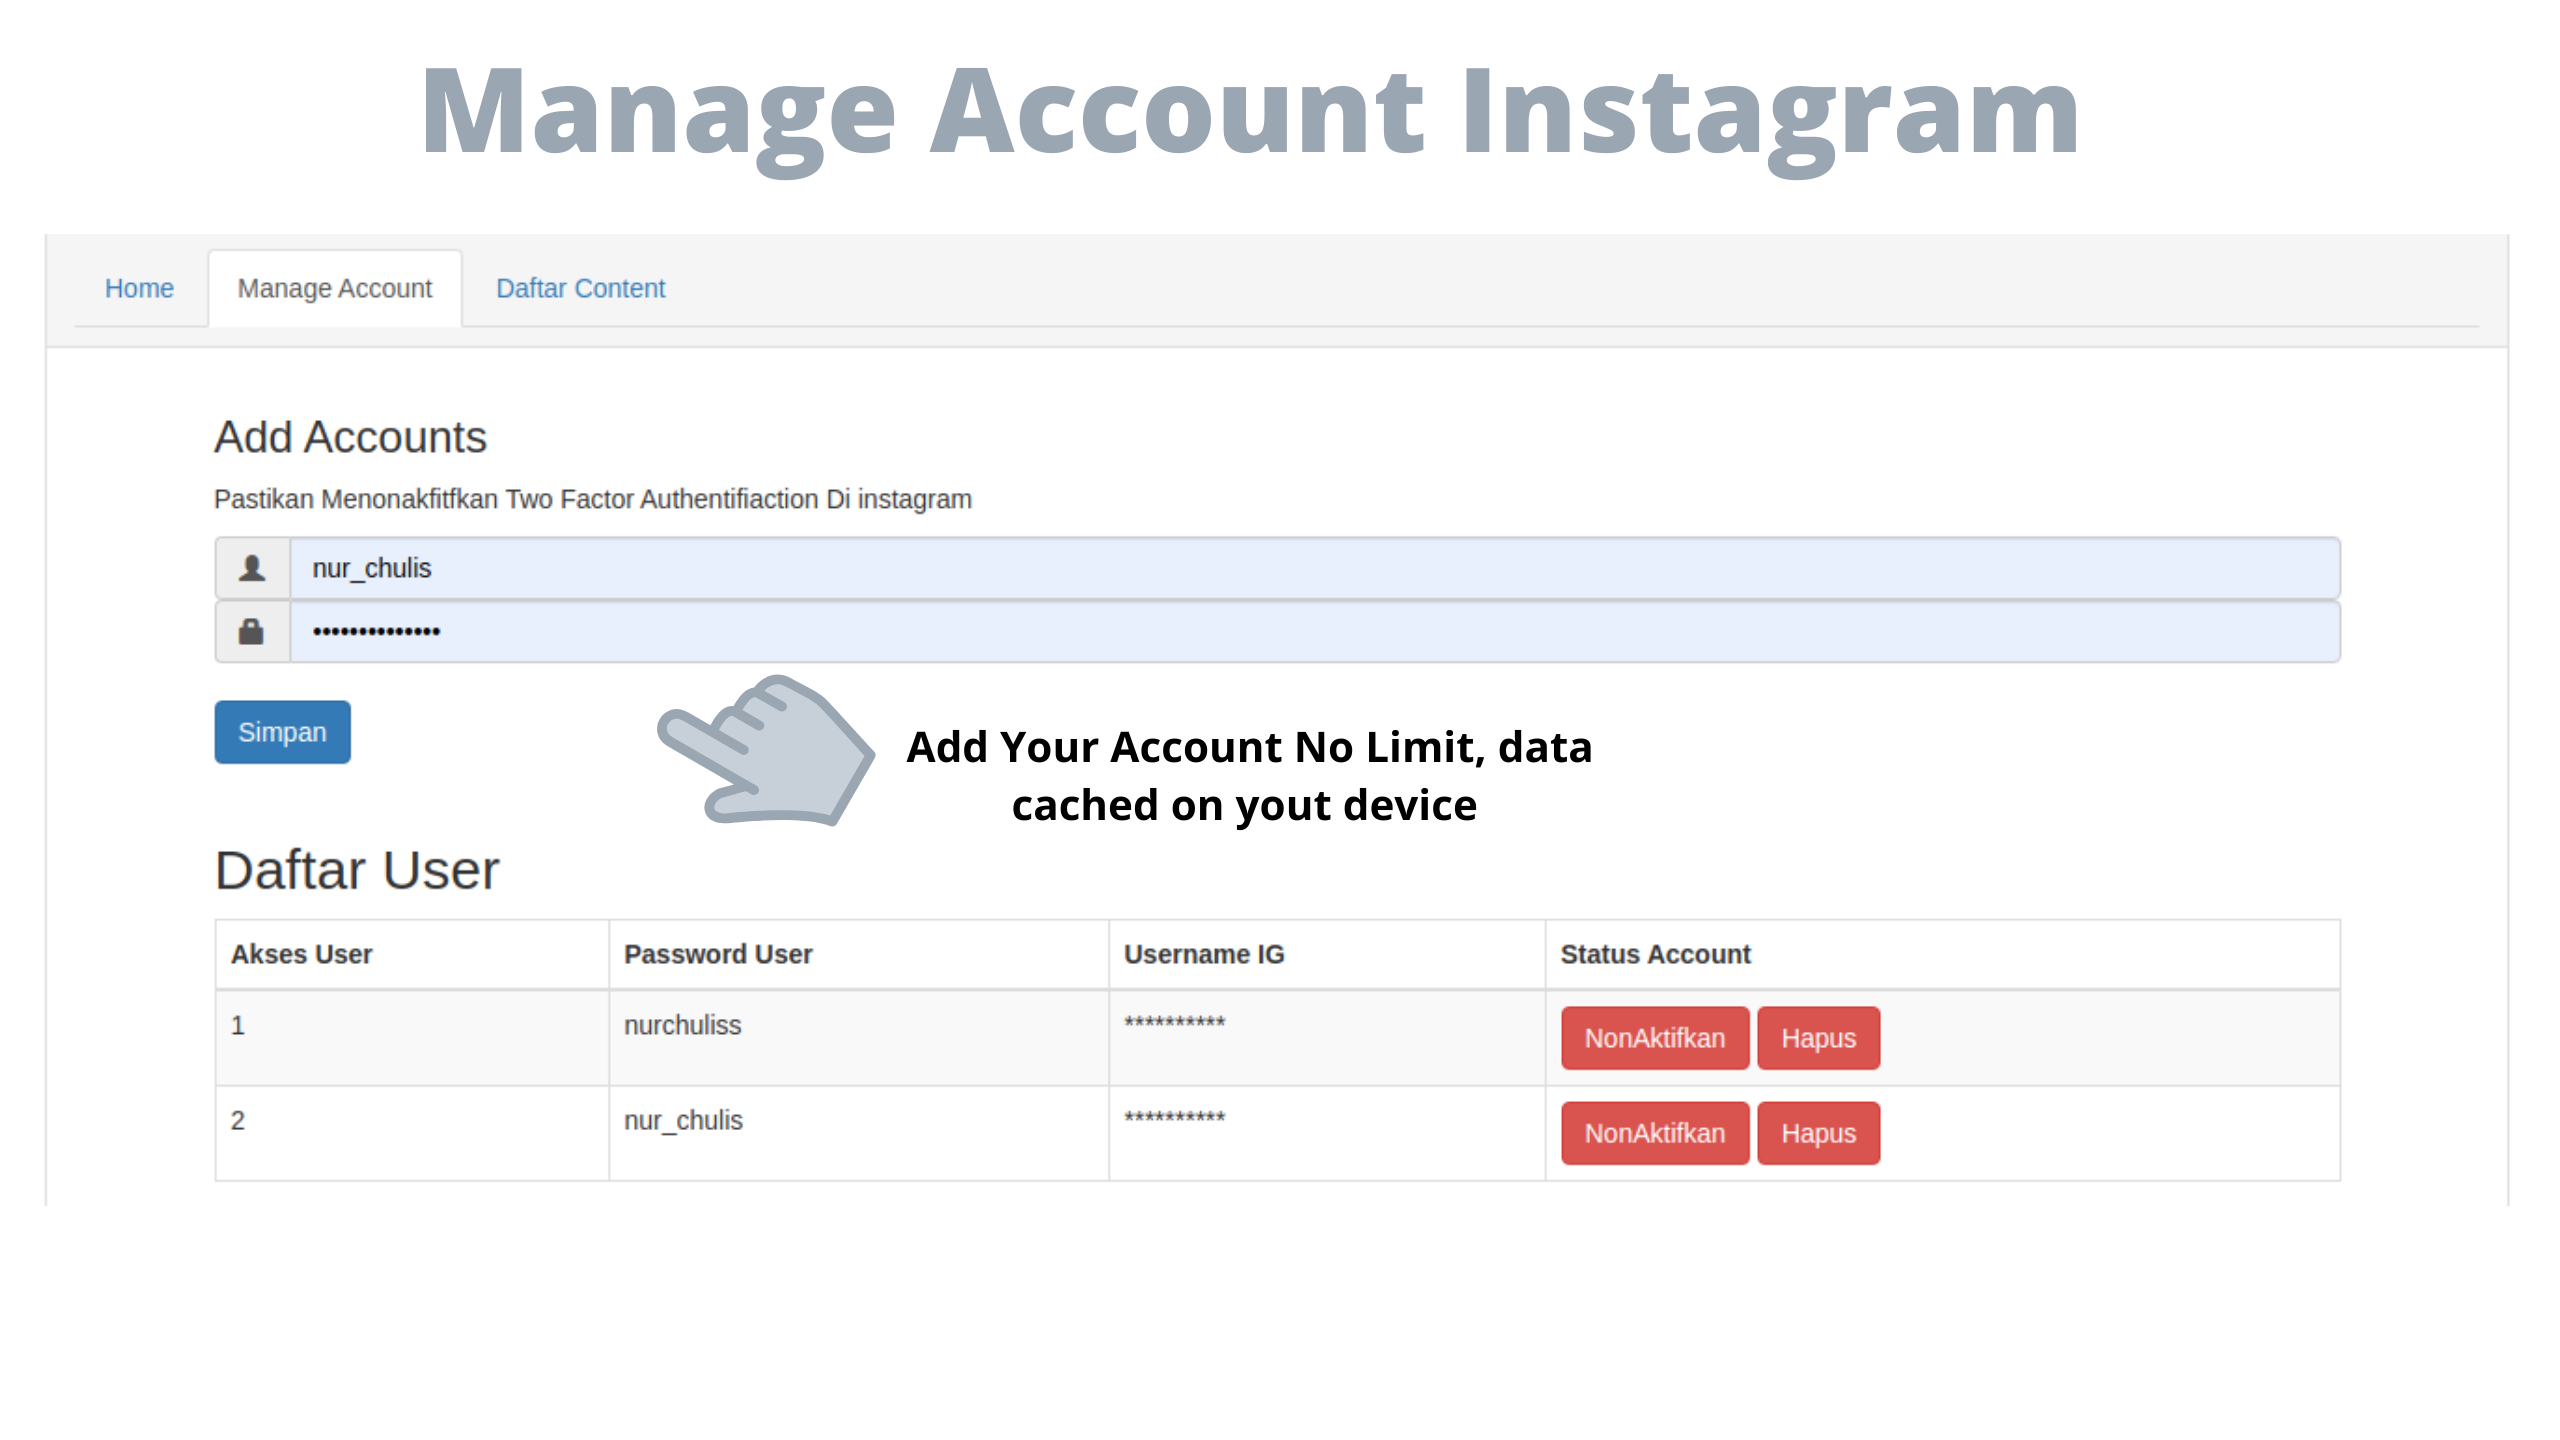 Manage Account Instagram
Home Manage Account Daftar Content
Add Accounts
Pastikan Menonakfitfkan Two Factor Authentifiaction Di instagram
nur_chulis
••••••••••••••
Simpan
Add Your Account No Limit, data
cached on yout device
Daftar User
Akses User Password User Username IG Status Account
1 nurchuliss ********** NonAktifkan Hapus
2 nur_chulis ********** NonAktifkan Hapus